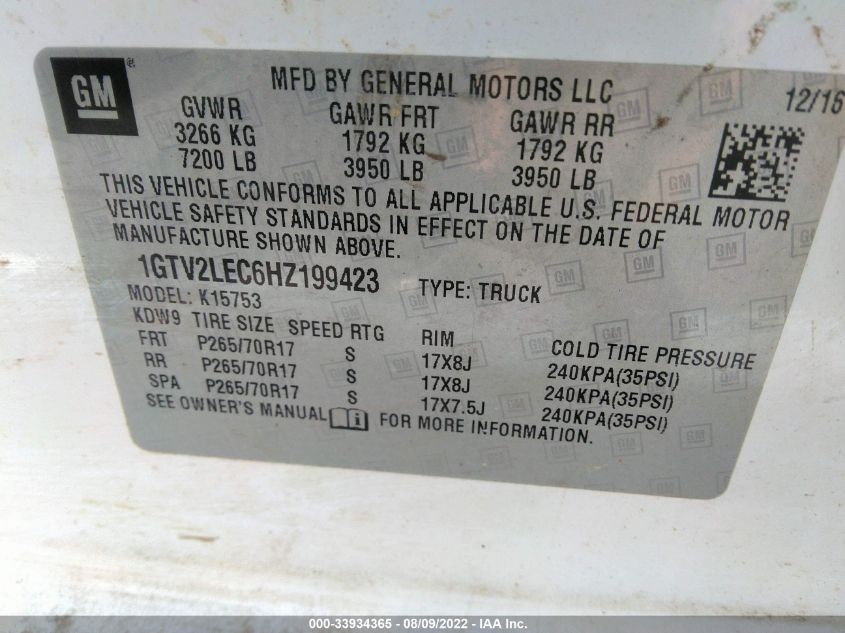 GM ®
MFD BY GENERAL MOTORS LLC 12/16
GVWR GAWR FRT GAWR RR
3266 KG 1792 KG 1792 KG
7200 LB 3950 LB 3950 LB
THIS VEHICLE CONFORMS TO ALL APPLICABLE U.S. FEDERAL MOTOR
VEHICLE SAFETY STANDARDS IN EFFECT ON THE DATE OF
MANUFACTURE SHOWN ABOVE.
1GTV2LEC6HZ199423 TYPE: TRUCK
MODEL: K15753
KDW9 TIRE SIZE SPEED RTG RIM COLD TIRE PRESSURE
FRT P265/70R17 S 17X8J 240KPA(35PSI)
RR P265/70R17 S 17X8J 240KPA(35PSI)
SPA P265/70R17 S 17X7.5J 240KPA(35PSI)
SEE OWNER'S MANUAL i FOR MORE INFORMATION.
000-33934365 - 08/09/2022 - IAA Inc.